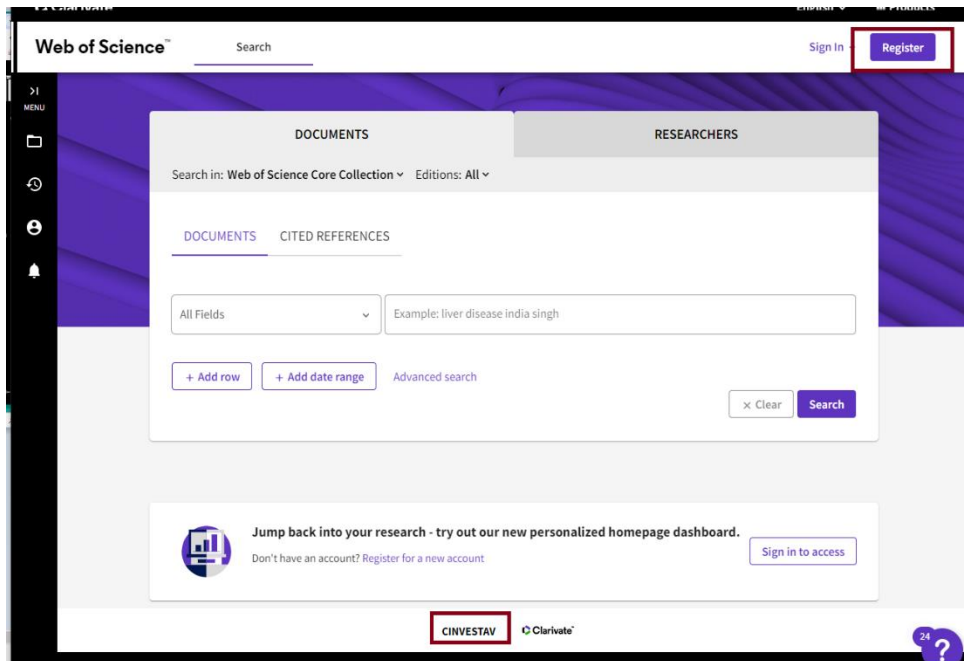 Clarivate
English
Products
Web of Science™
Search
Sign In
Register
MENU
DOCUMENTS
RESEARCHERS
Search in: Web of Science Core Collection Editions: All
DOCUMENTS CITED REFERENCES
All Fields
Example: liver disease india singh
+ Add row
+ Add date range
Advanced search
× Clear
Search
Jump back into your research - try out our new personalized homepage dashboard.
Don't have an account? Register for a new account
Sign in to access
CINVESTAV
Clarivate™
24
?